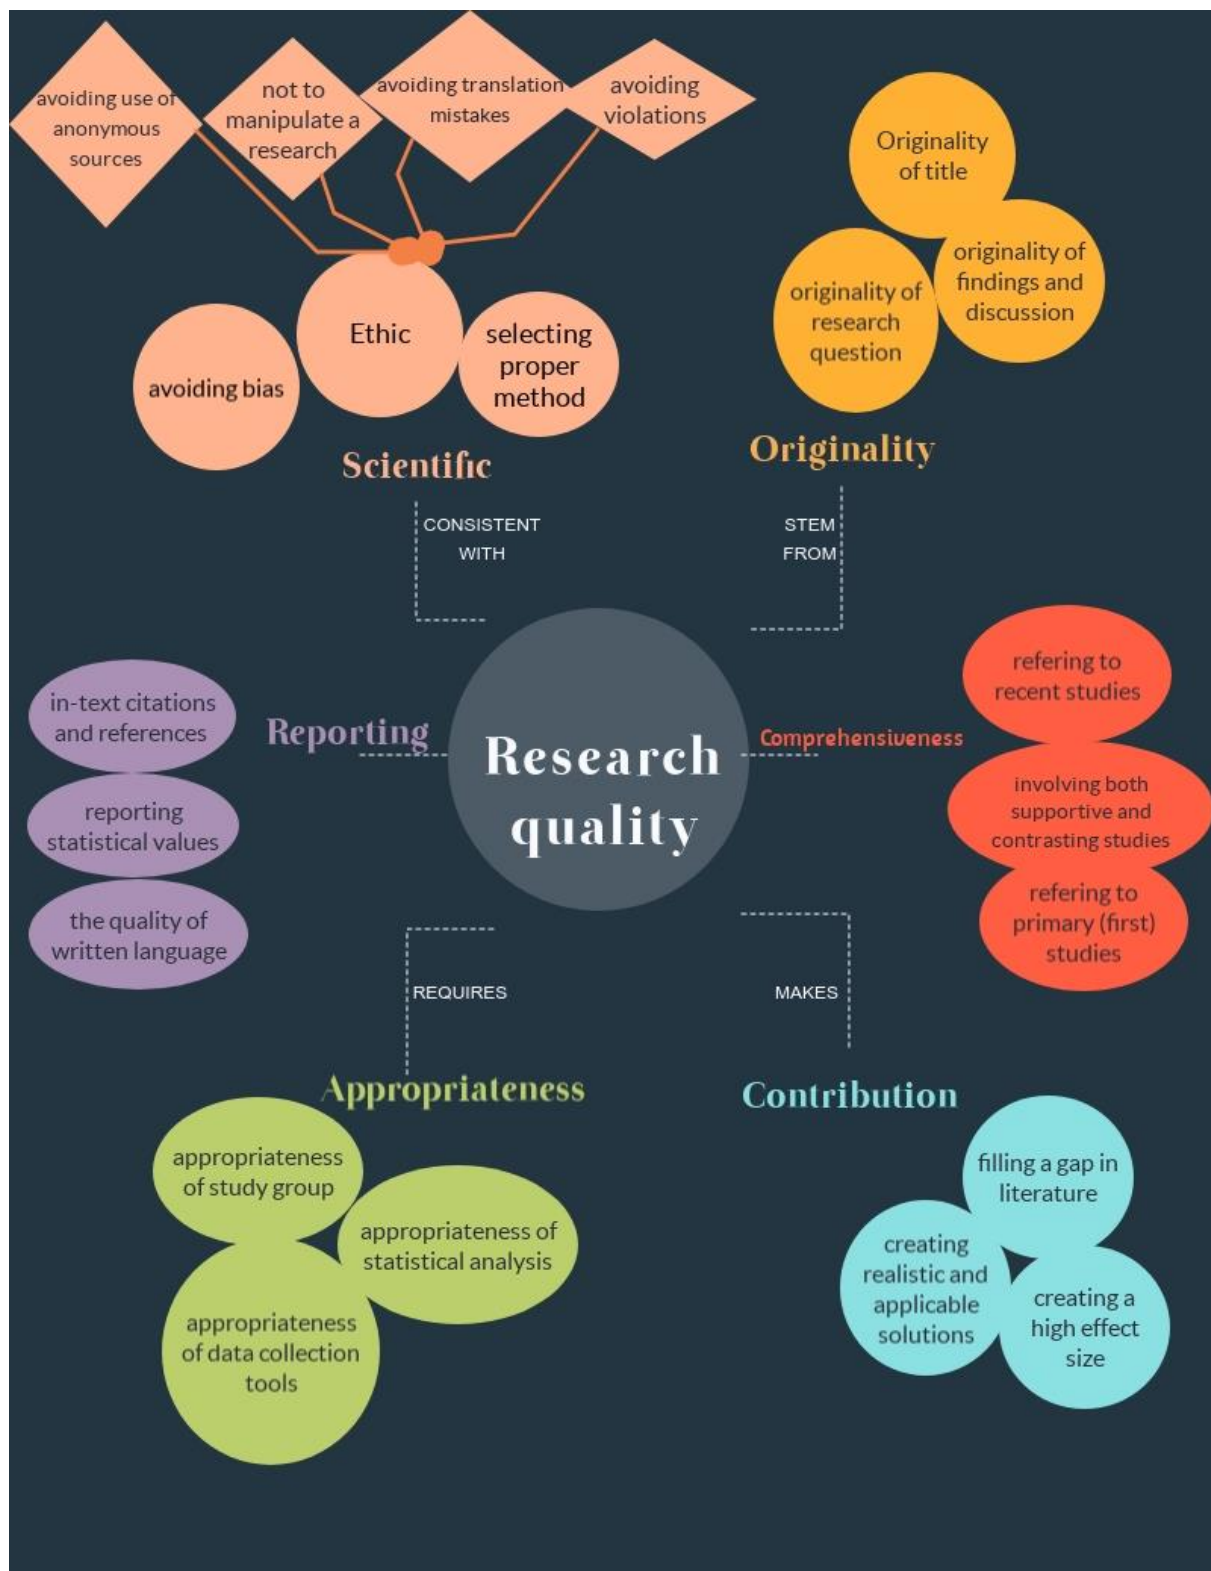 avoiding use of
anonymous
sources
not to
manipulate a
research
avoiding translation
mistakes
avoiding
violations
Ethic
avoiding bias
selecting
proper
method
Scientific
Originality
of title
originality of
findings and
discussion
originality of
research
question
Originality
CONSISTENT
WITH
STEM
FROM
in-text citations
and references
reporting
statistical values
the quality of
written language
Reporting
Research
quality
Comprehensiveness
refering to
recent studies
involving both
supportive and
contrasting studies
refering to
primary (first)
studies
REQUIRES
MAKES
Appropriateness
appropriateness
of study group
appropriateness of
statistical analysis
appropriateness
of data collection
tools
Contribution
filling a gap in
literature
creating
realistic and
applicable
solutions
creating a
high effect
size